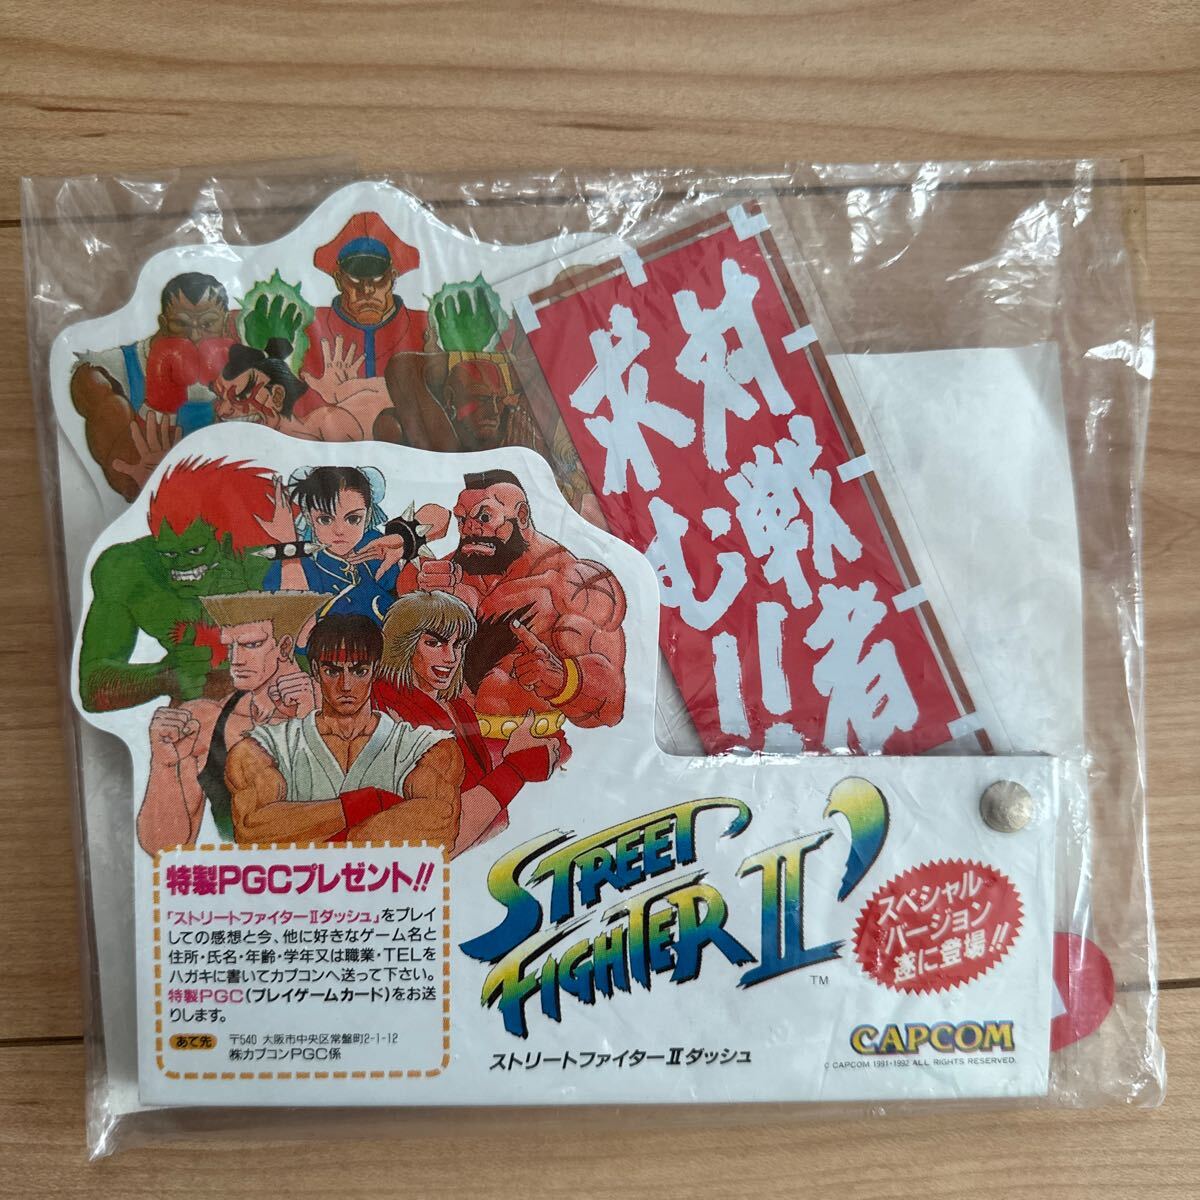 対戦者
求む!!
特製PGCプレゼント!!
「ストリートファイターⅡダッシュ」をプレイ
しての感想と今、他に好きなゲーム名と
住所・氏名・年齢・学年又は職業・TELを
ハガキに書いてカプコンへ送って下さい。
特製PGC(プレイゲームカード)をお送
りします。
あて先 〒540 大阪市中央区常盤町2-1-12
㈱カプコンPGC係
STREET
FIGHTER Ⅱ'
TM
ストリートファイターⅡダッシュ
スペシャル
バージョン
遂に登場!!
CAPCOM
© CAPCOM 1991・1992 ALL RIGHTS RESERVED.